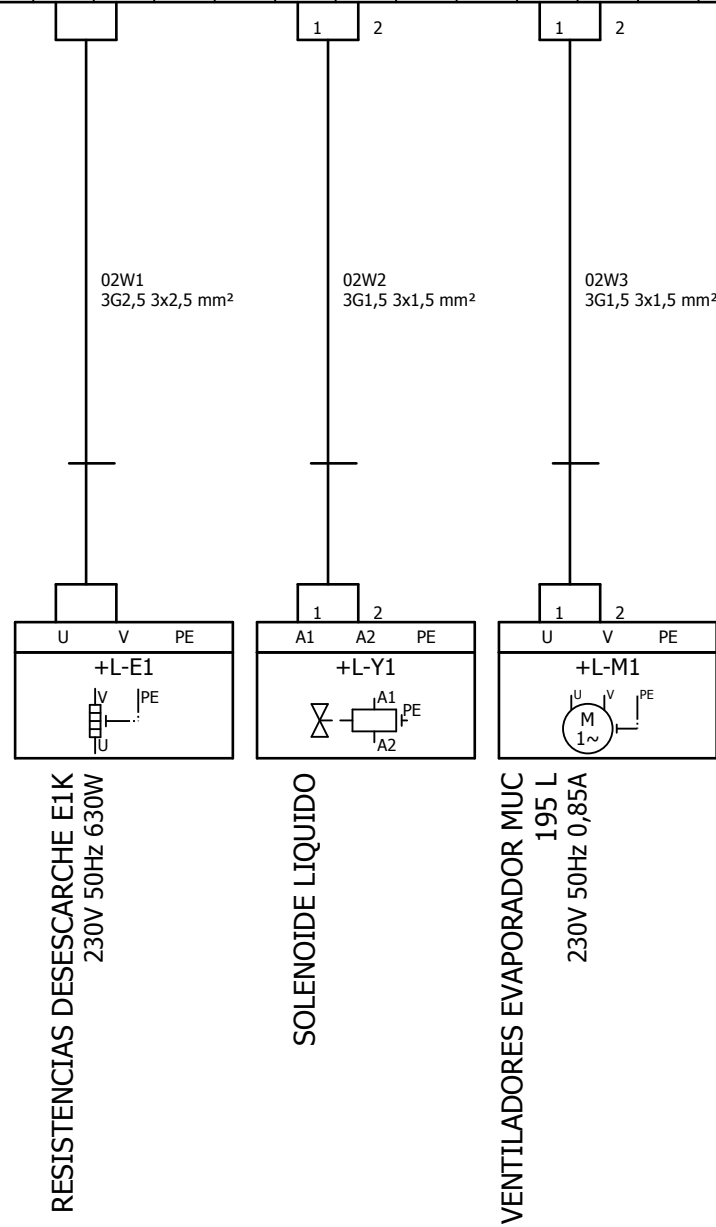 1 2
1 2
02W1
3G2,5 3x2,5 mm²
02W2
3G1,5 3x1,5 mm²
02W3
3G1,5 3x1,5 mm²
1 2
1 2
U V PE
+L-E1
V PE
U
A1 A2 PE
+L-Y1
A1
PE
A2
U V PE
+L-M1
U V PE
M
1~
RESISTENCIAS DESESCARCHE E1K
230V 50Hz 630W
SOLENOIDE LIQUIDO
VENTILADORES EVAPORADOR MUC
195 L
230V 50Hz 0,85A